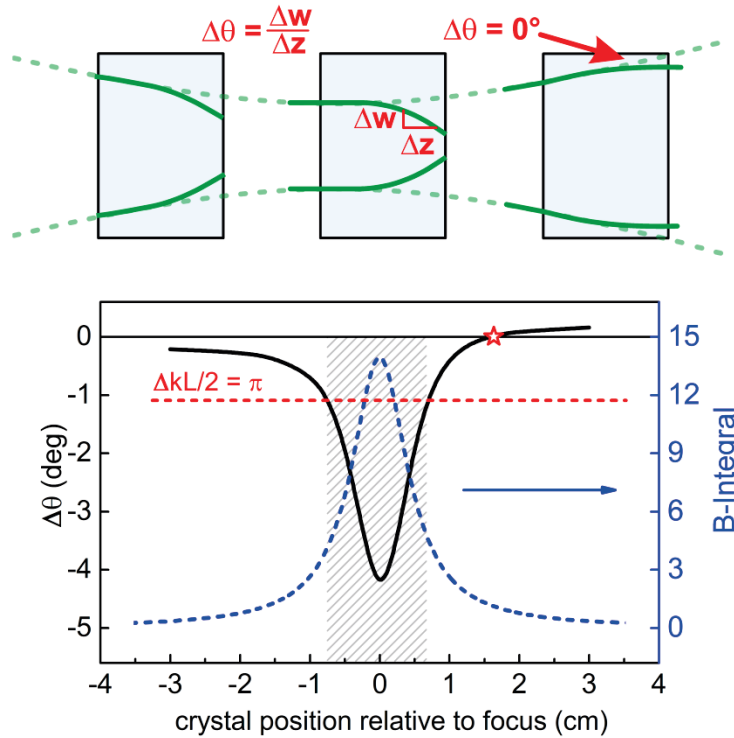 Δθ = Δw/Δz
Δθ = 0°
Δw
Δz
ΔkL/2 = π
Δθ (deg)
0
-1
-2
-3
-4
-5
15
12
9
6
3
0
B-Integral
-4 -3 -2 -1 0 1 2 3 4
crystal position relative to focus (cm)